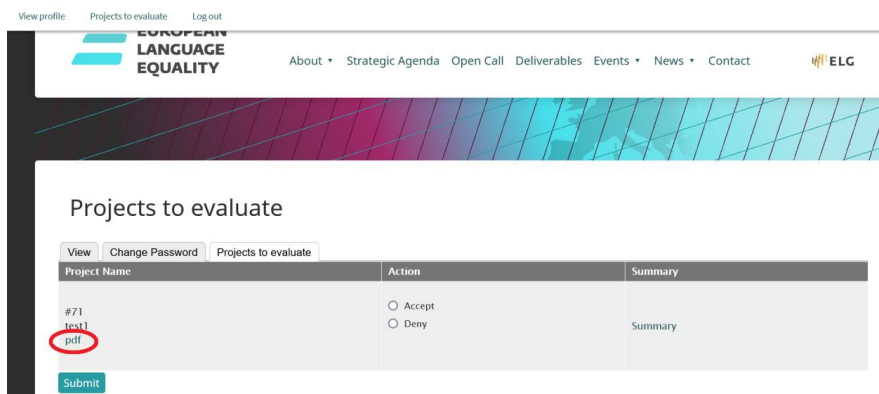 View profile Projects to evaluate Log out
EUROPEAN
LANGUAGE
EQUALITY
About Strategic Agenda Open Call Deliverables Events News Contact
ELG
Projects to evaluate
View Change Password Projects to evaluate
Project Name Action Summary
#71
test1
pdf
Accept
Deny
Summary
Submit